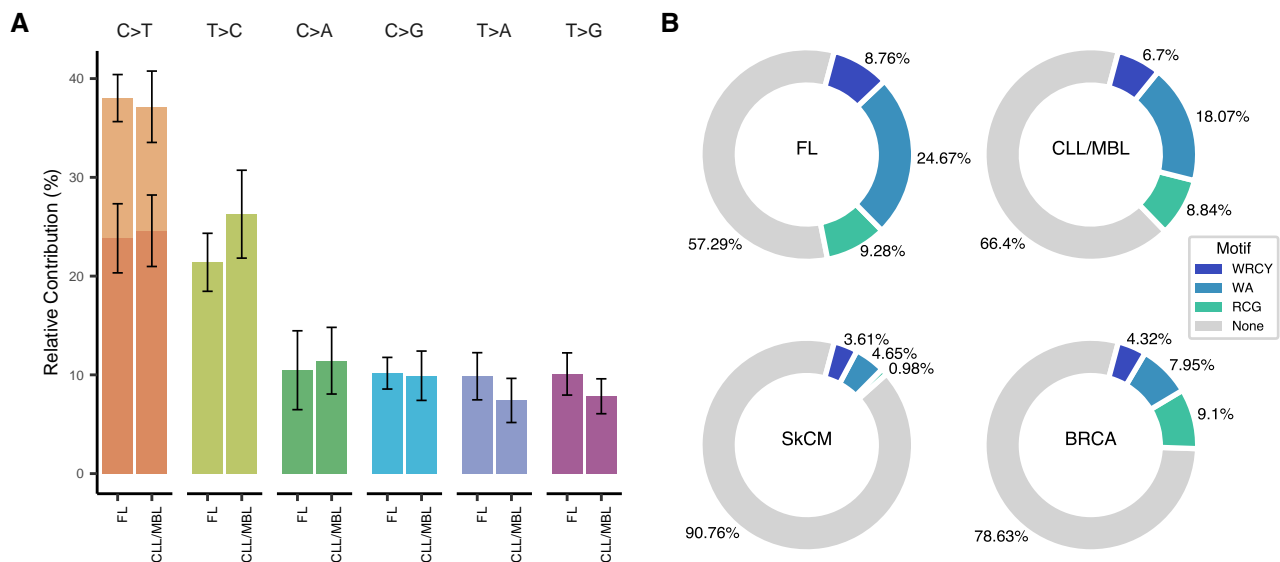 A
C>T T>C C>A C>G T>A T>G
Relative Contribution (%)
40
30
20
10
0
FL CLL/MBL FL CLL/MBL FL CLL/MBL FL CLL/MBL FL CLL/MBL FL CLL/MBL
B
8.76%
FL
24.67%
9.28%
57.29%
6.7%
18.07%
CLL/MBL
8.84%
66.4%
Motif
WRCY
WA
RCG
None
3.61%
4.65%
0.98%
SkCM
90.76%
4.32%
7.95%
9.1%
BRCA
78.63%